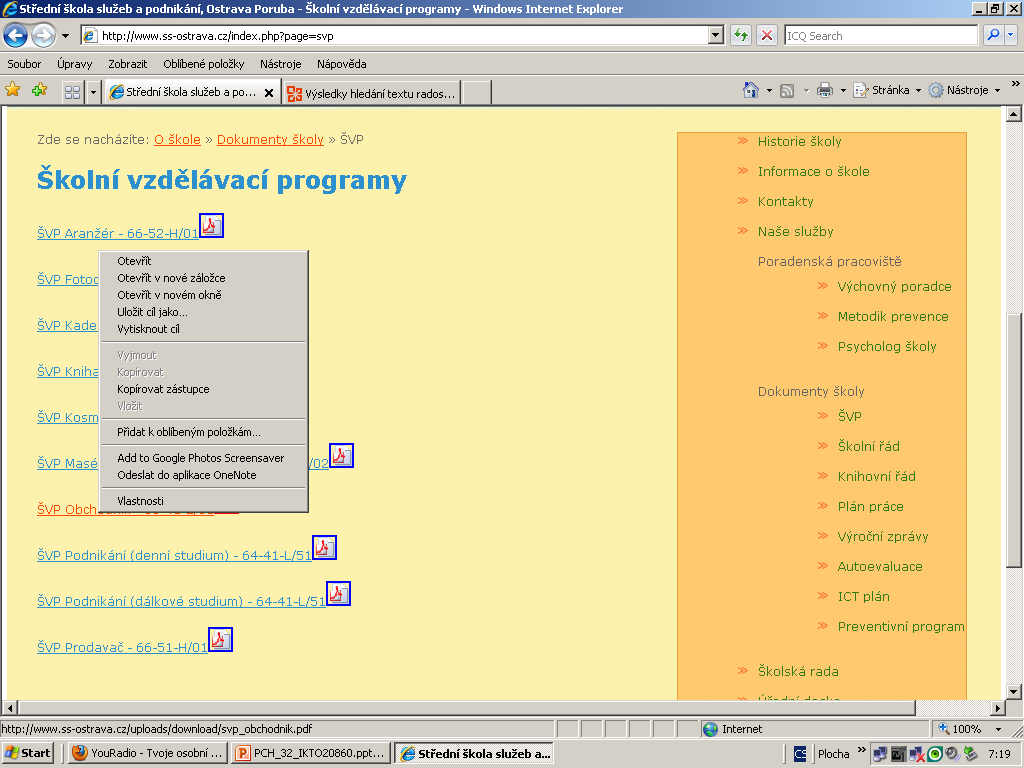 Střední škola služeb a podnikání, Ostrava Poruba - Školní vzdělávací programy - Windows Internet Explorer
http://www.ss-ostrava.cz/index.php?page=svp
ICQ Search
Soubor Úpravy Zobrazit Oblíbené položky Nástroje Nápověda
Střední škola služeb a po...
Výsledky hledání textu rados...
Stránka
Nástroje
Zde se nacházíte: O škole » Dokumenty školy » ŠVP
Školní vzdělávací programy
ŠVP Aranžér - 66-52-H/01
ŠVP Fotoc
ŠVP Kade
ŠVP Kniha
ŠVP Kosm
ŠVP Masé
/02
ŠVP Obch
ŠVP Podnikání (denní studium) - 64-41-L/51
ŠVP Podnikání (dálkové studium) - 64-41-L/51
ŠVP Prodavač - 66-51-H/01
Otevřít
Otevřít v nové záložce
Otevřít v novém okně
Uložit cíl jako...
Vytisknout cíl
Vyjmout
Kopírovat
Kopírovat zástupce
Vložit
Přidat k oblíbeným položkám...
Add to Google Photos Screensaver
Odeslat do aplikace OneNote
Vlastnosti
Historie školy
Informace o škole
Kontakty
Naše služby
Poradenská pracoviště
Výchovný poradce
Metodik prevence
Psycholog školy
Dokumenty školy
ŠVP
Školní řád
Knihovní řád
Plán práce
Výroční zprávy
Autoevaluace
ICT plán
Preventivní program
Školská rada
http://www.ss-ostrava.cz/uploads/download/svp_obchodnik.pdf
Internet
100%
Start
YouRadio - Tvoje osobní ...
PCH_32_IKTO20860.ppt...
Střední škola služeb a...
CS
Plocha
7:19